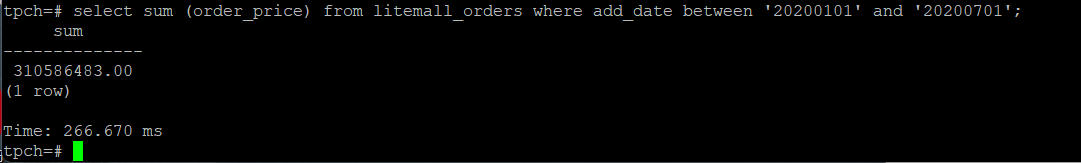 tpch=# select sum (order_price) from litemall_orders where add_date between '20200101' and '20200701';
sum
--------------
310586483.00
(1 row)
Time: 266.670 ms
tpch=#